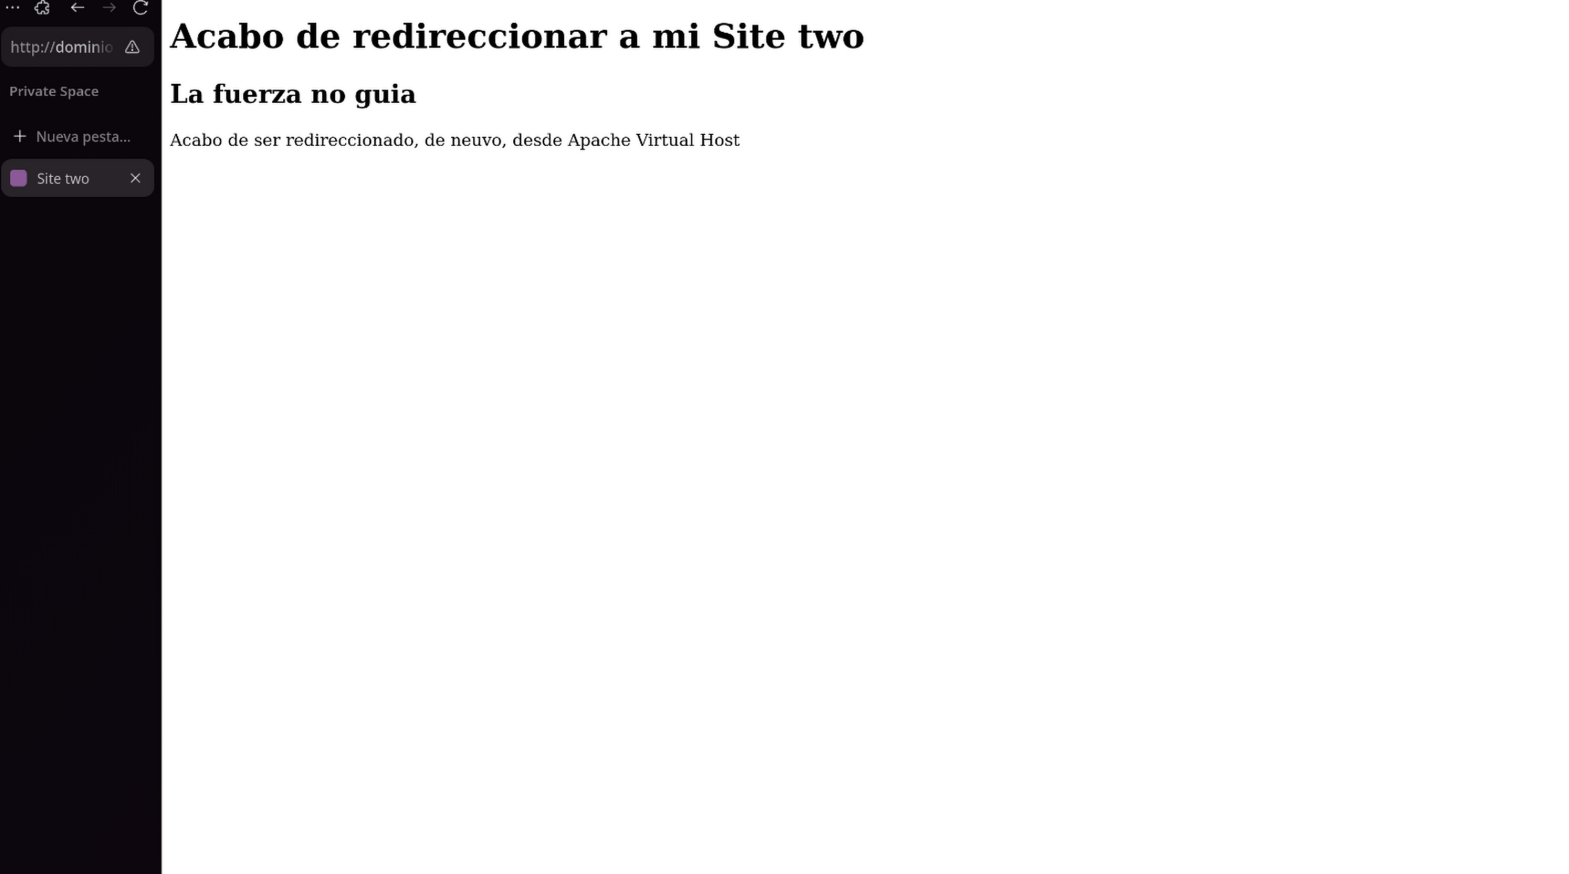 http://dominio
Private Space
Nueva pesta...
Site two
Acabo de redireccionar a mi Site two
La fuerza no guia
Acabo de ser redireccionado, de neuvo, desde Apache Virtual Host